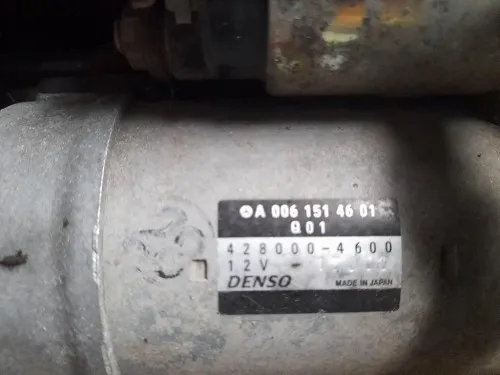 A 006 151 46 01
Q01
428000-4600
12V -
DENSO MADE IN JAPAN